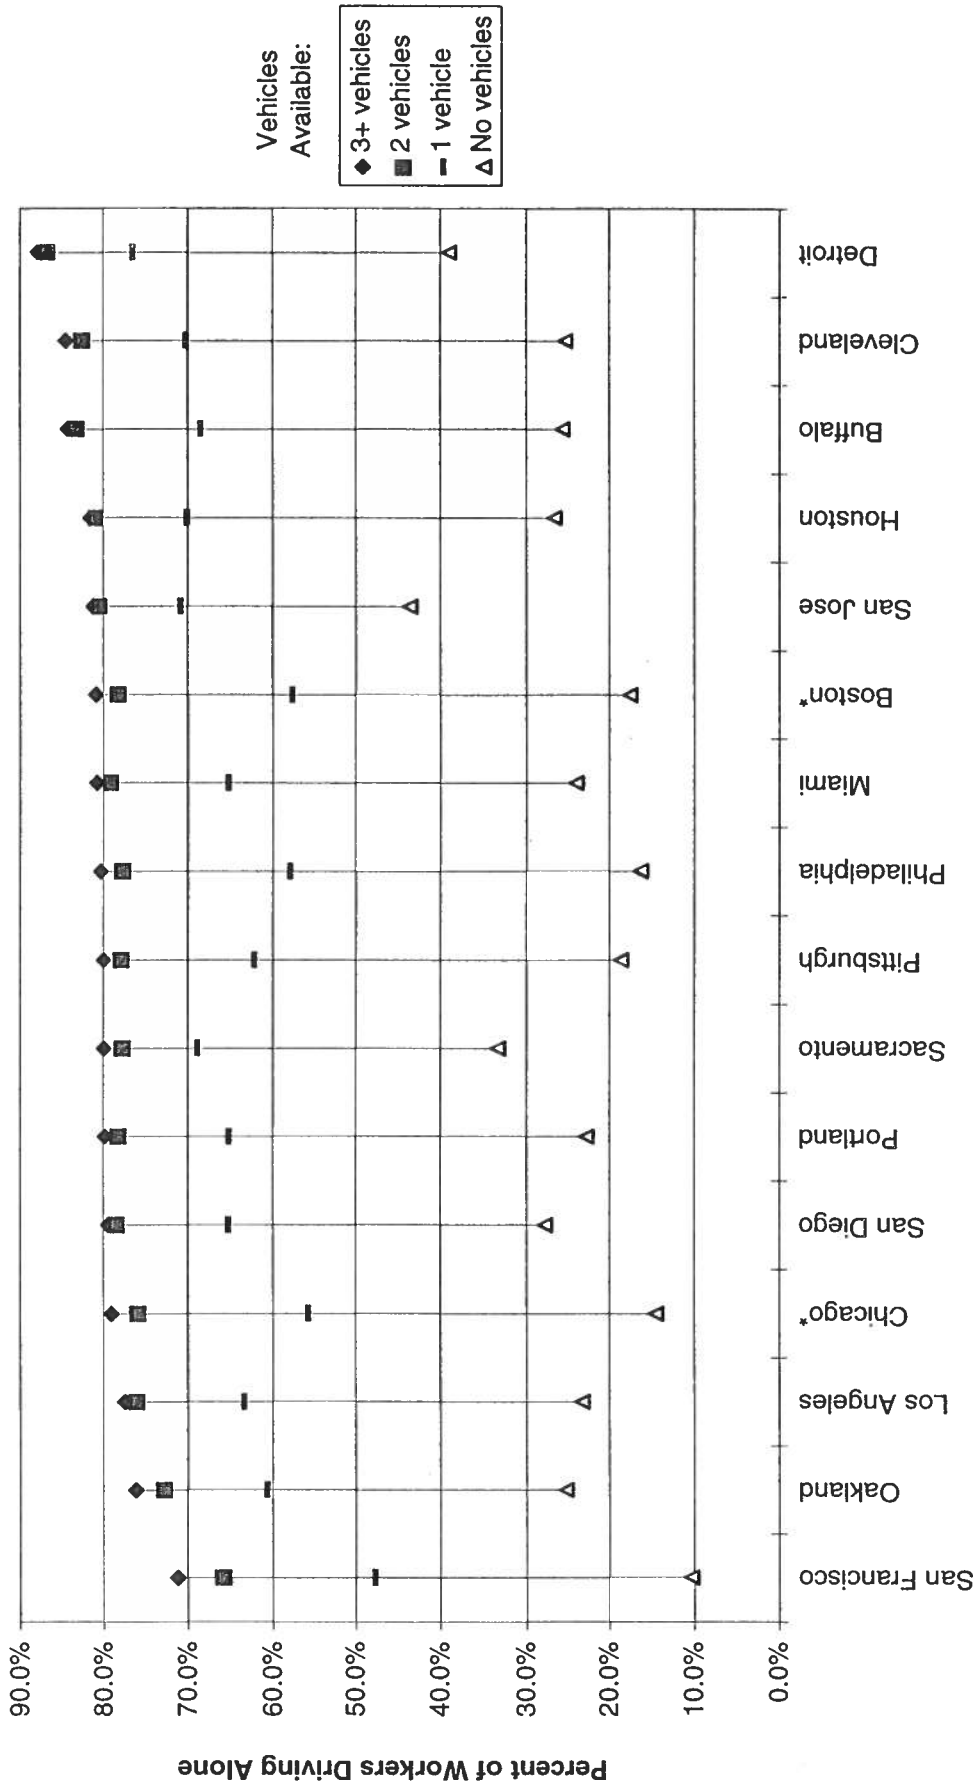 Vehicles
Available:
3+ vehicles
2 vehicles
1 vehicle
No vehicles
Percent of Workers Driving Alone
90.0%
80.0%
70.0%
60.0%
50.0%
40.0%
30.0%
20.0%
10.0%
0.0%
San Francisco
Oakland
Los Angeles
Chicago*
San Diego
Portland
Sacramento
Pittsburgh
Philadelphia
Miami
Boston*
San Jose
Houston
Buffalo
Cleveland
Detroit